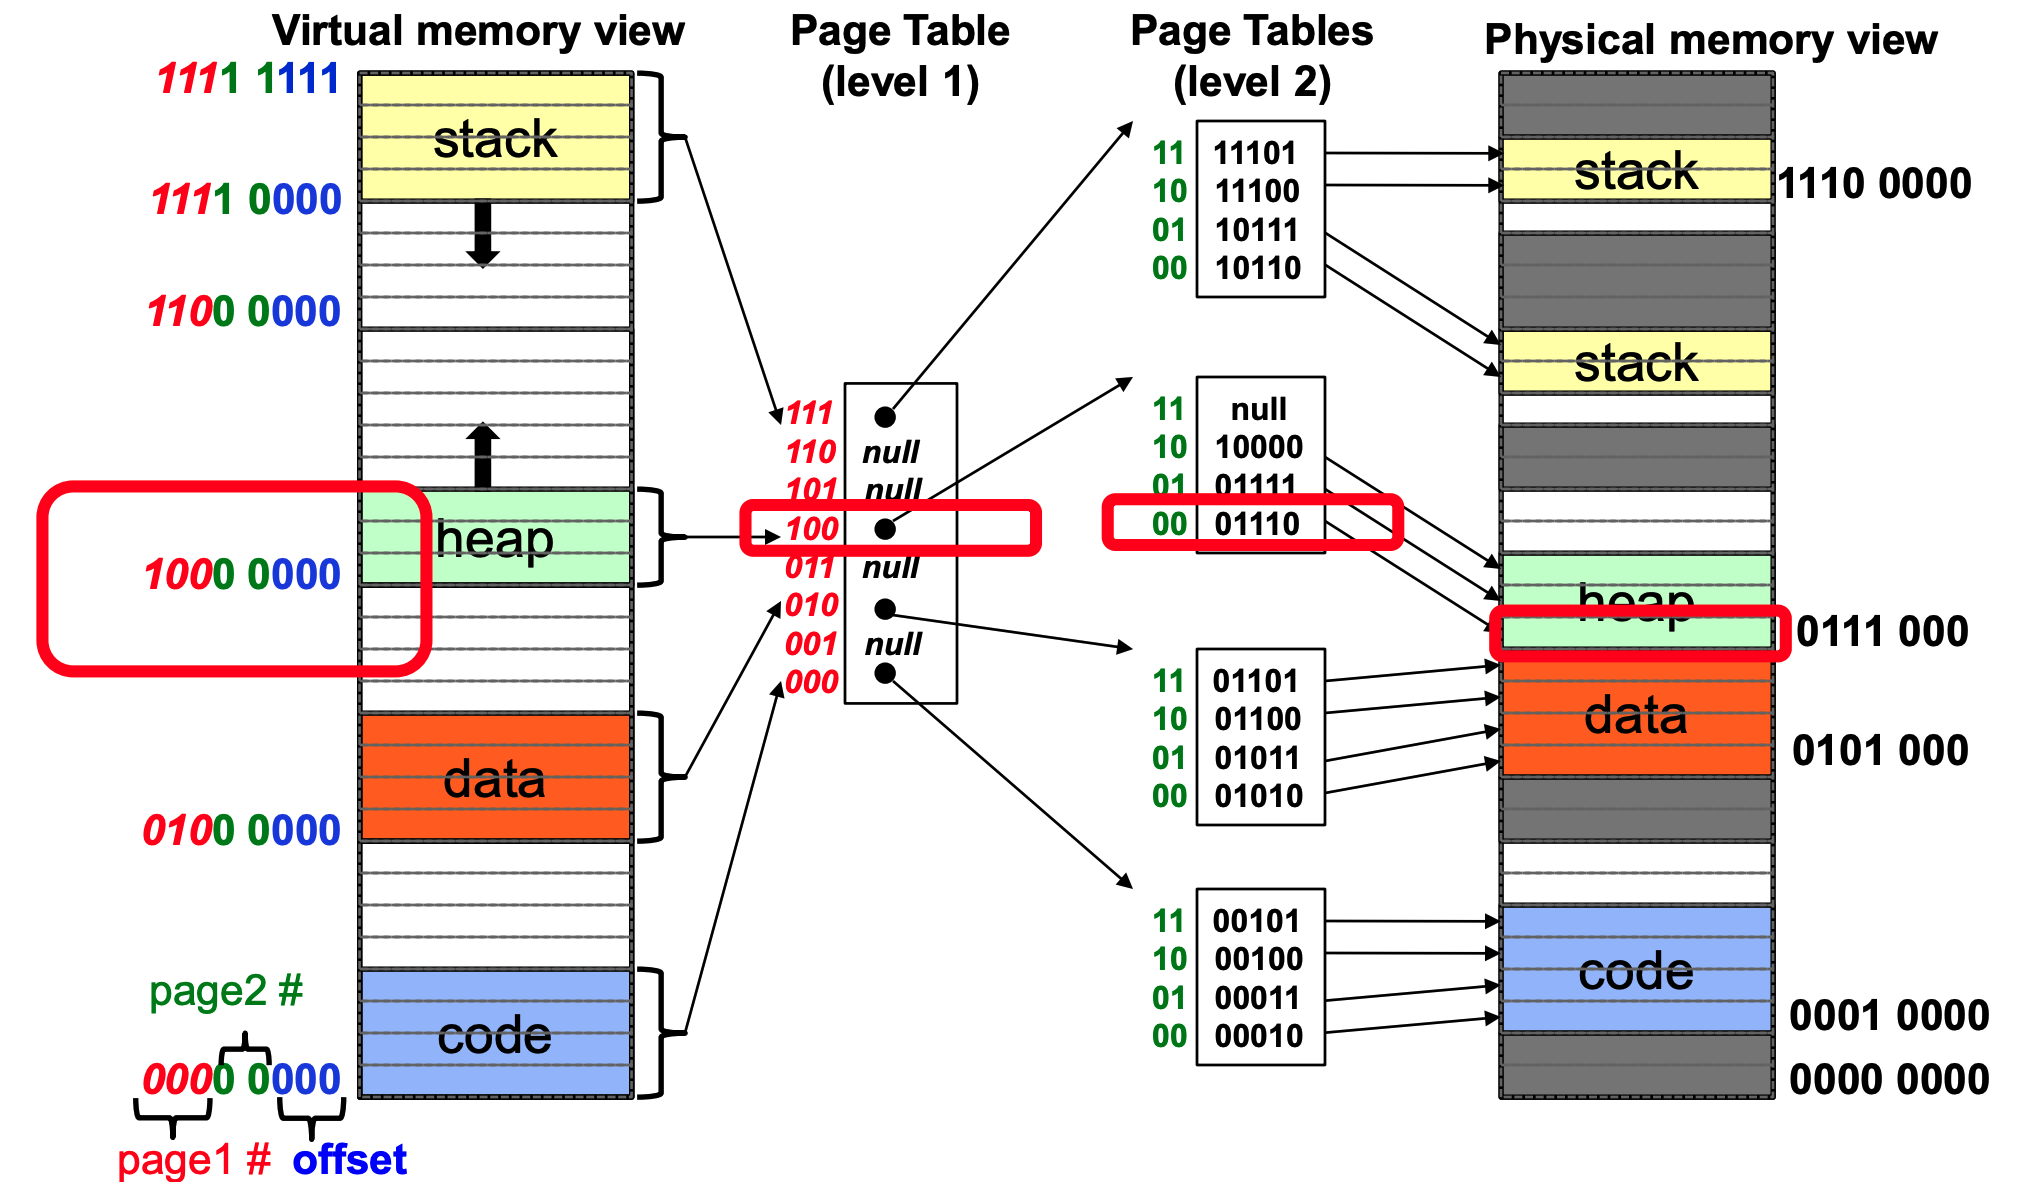 Virtual memory view
1111 1111
stack
1111 0000
1100 0000
heap
1000 0000
data
0100 0000
page2 #
code
0000 0000
page1 # offset
Page Table
(level 1)
111
110 null
101 null
100
011 null
010
001 null
000
Page Tables
(level 2)
11 11101
10 11100
01 10111
00 10110
11 null
10 10000
01 01111
00 01110
11 01101
10 01100
01 01011
00 01010
11 00101
10 00100
01 00011
00 00010
Physical memory view
stack 1110 0000
stack
heap
0111 000
data
0101 000
code
0001 0000
0000 0000